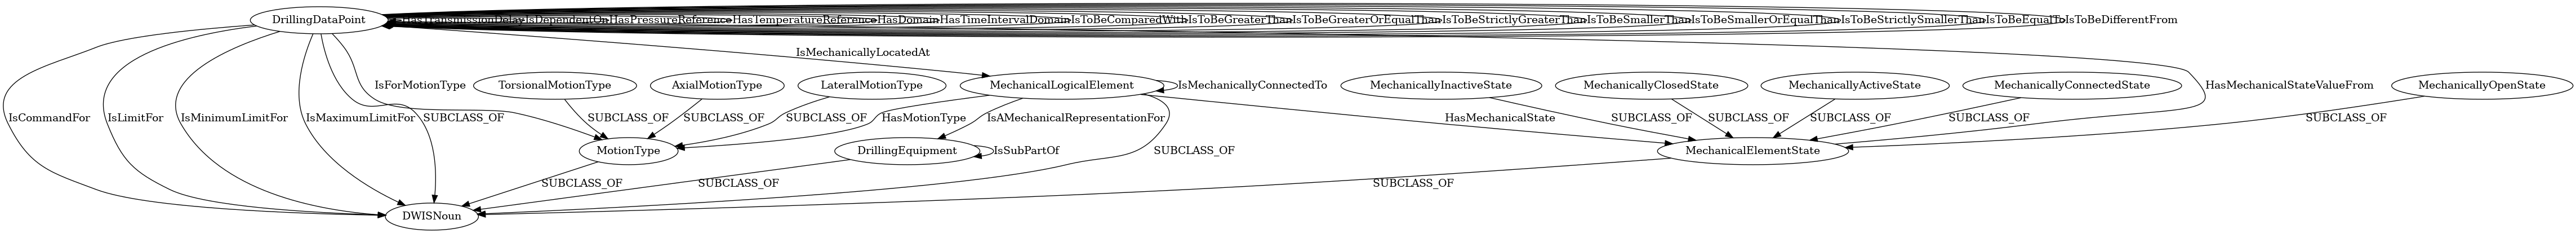 DrillingDataPoint
HasTransmissionDelay
IsDependentOn
HasPressureReference
HasTemperatureReference
HasDomain
HasTimeIntervalDomain
IsToBeComparedWith
IsToBeGreaterThan
IsToBeGreaterOrEqualThan
IsToBeStrictlyGreaterThan
IsToBeSmallerThan
IsToBeSmallerOrEqualThan
IsToBeStrictlySmallerThan
IsToBeEqualTo
IsToBeDifferentFrom
IsMechanicallyLocatedAt
IsForMotionType
TorsionalMotionType
AxialMotionType
LateralMotionType
MechanicalLogicalElement
IsMechanicallyConnectedTo
MechanicallyInactiveState
MechanicallyClosedState
MechanicallyActiveState
MechanicallyConnectedState
HasMechanicalStateValueFrom
MechanicallyOpenState
IsCommandFor
IsLimitFor
IsMinimumLimitFor
IsMaximumLimitFor
SUBCLASS_OF
SUBCLASS_OF
SUBCLASS_OF
SUBCLASS_OF
HasMotionType
IsAMechanicalRepresentationFor
HasMechanicalState
SUBCLASS_OF
SUBCLASS_OF
SUBCLASS_OF
SUBCLASS_OF
SUBCLASS_OF
MotionType
DrillingEquipment
IsSubPartOf
SUBCLASS_OF
MechanicalElementState
SUBCLASS_OF
SUBCLASS_OF
SUBCLASS_OF
DWISNoun